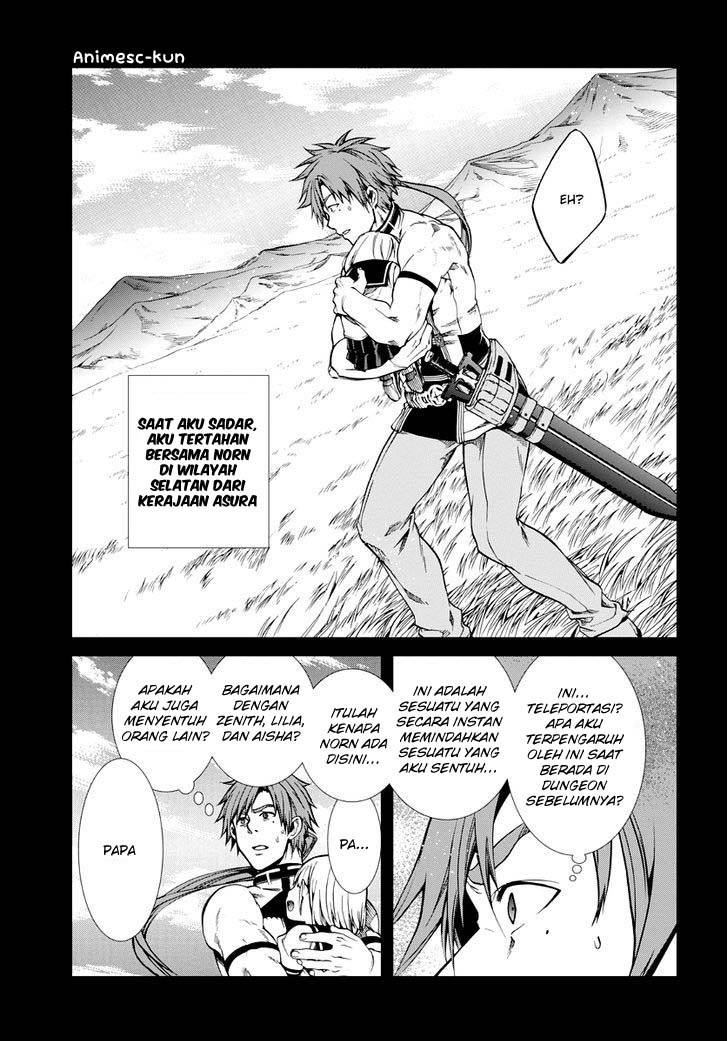 Animesc-kun
EH?
SAAT AKU SADAR,
AKU TERTAHAN
BERSAMA NORN
DI WILAYAH
SELATAN DARI
KERAJAAN ASURA
INI...
TELEPORTASI?
APA AKU
TERPENGARUH
OLEH INI SAAT
BERADA DI
DUNGEON
SEBELUMNYA?
INI ADALAH
SESUATU YANG
SECARA INSTAN
MEMINDAHKAN
SESUATU YANG
AKU SENTUH...
ITULAH
KENAPA
NORN ADA
DISINI...
BAGAIMANA
DENGAN
ZENITH, LILIA,
DAN AISHA?
APAKAH
AKU JUGA
MENYENTUH
ORANG LAIN?
PA...
PAPA